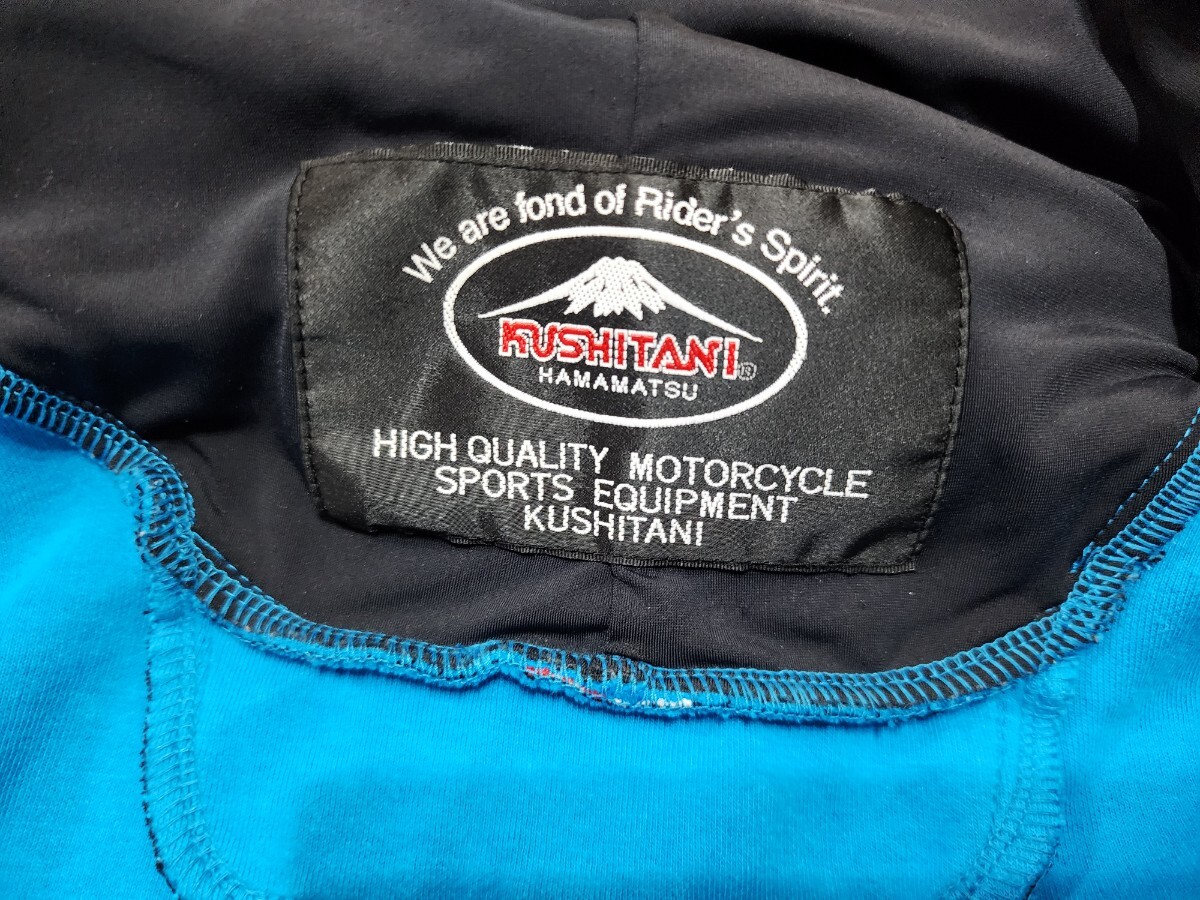 We are fond of Rider's Spirit.
KUSHITANI®
HAMAMATSU
HIGH QUALITY MOTORCYCLE
SPORTS EQUIPMENT
KUSHITANI